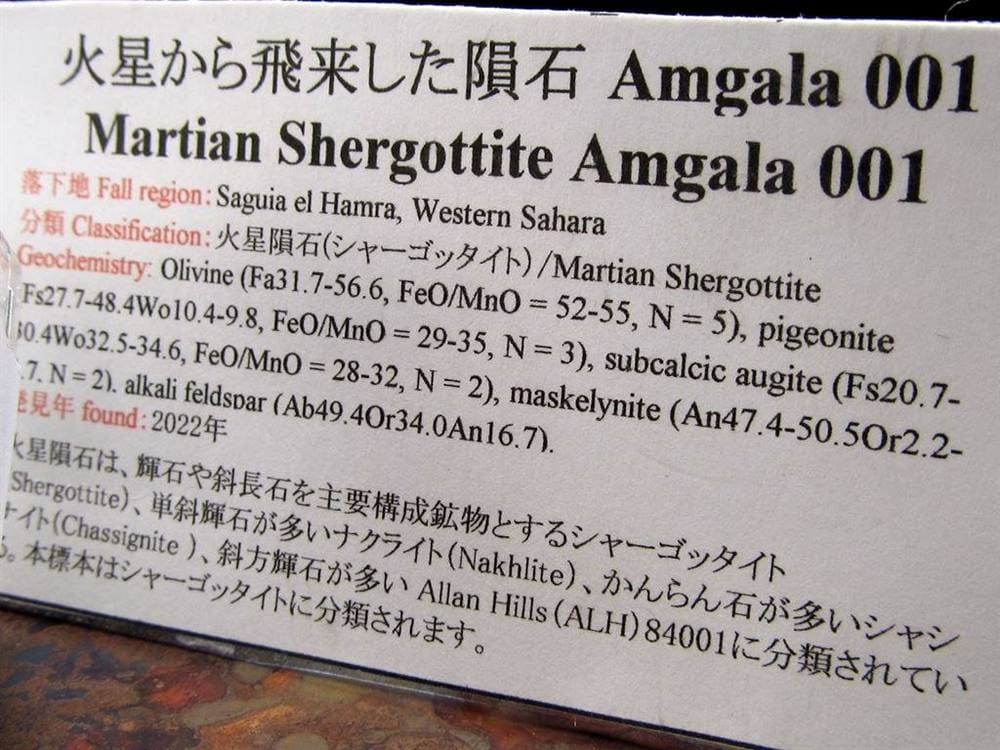 火星から飛来した隕石 Amgala 001
Martian Shergottite Amgala 001
落下地 Fall region: Saguia el Hamra, Western Sahara
分類 Classification: 火星隕石(シャーゴッタイト) /Martian Shergottite
Geochemistry: Olivine (Fa31.7-56.6, FeO/MnO = 52-55, N = 5), pigeonite
Fs27.7-48.4Wo10.4-9.8, FeO/MnO = 29-35, N = 3), subcalcic augite (Fs20.7-
30.4Wo32.5-34.6, FeO/MnO = 28-32, N = 2), maskelynite (An47.4-50.5Or2.2-
.7. N = 2). alkali feldspar (Ab49.4Or34.0An16.7).
発見年 found: 2022年
火星隕石は、輝石や斜長石を主要構成鉱物とするシャーゴッタイト
Shergottite)、単斜輝石が多いナクライト(Nakhlite)、かんらん石が多いシャシ
ナイト(Chassignite )、斜方輝石が多い Allan Hills (ALH) 84001に分類されてい
る。本標本はシャーゴッタイトに分類されます。